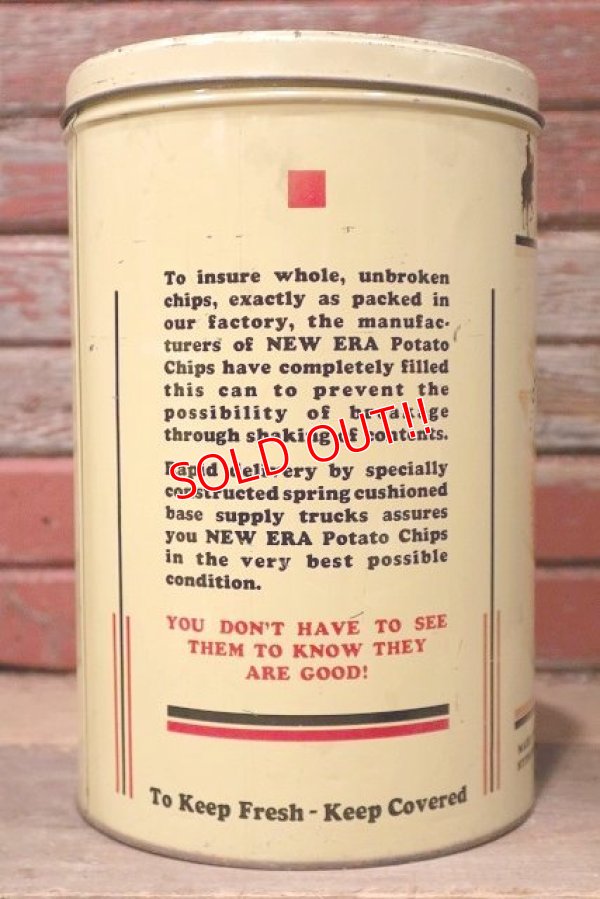 To insure whole, unbroken
chips, exactly as packed in
our factory, the manufac-
turers of NEW ERA Potato
Chips have completely filled
this can to prevent the
possibility of breakage
through shaking of contents.
Rapid delivery by specially
constructed spring cushioned
base supply trucks assures
you NEW ERA Potato Chips
in the very best possible
condition.
YOU DON'T HAVE TO SEE
THEM TO KNOW THEY
ARE GOOD!
To Keep Fresh - Keep Covered
SOLD OUT!!